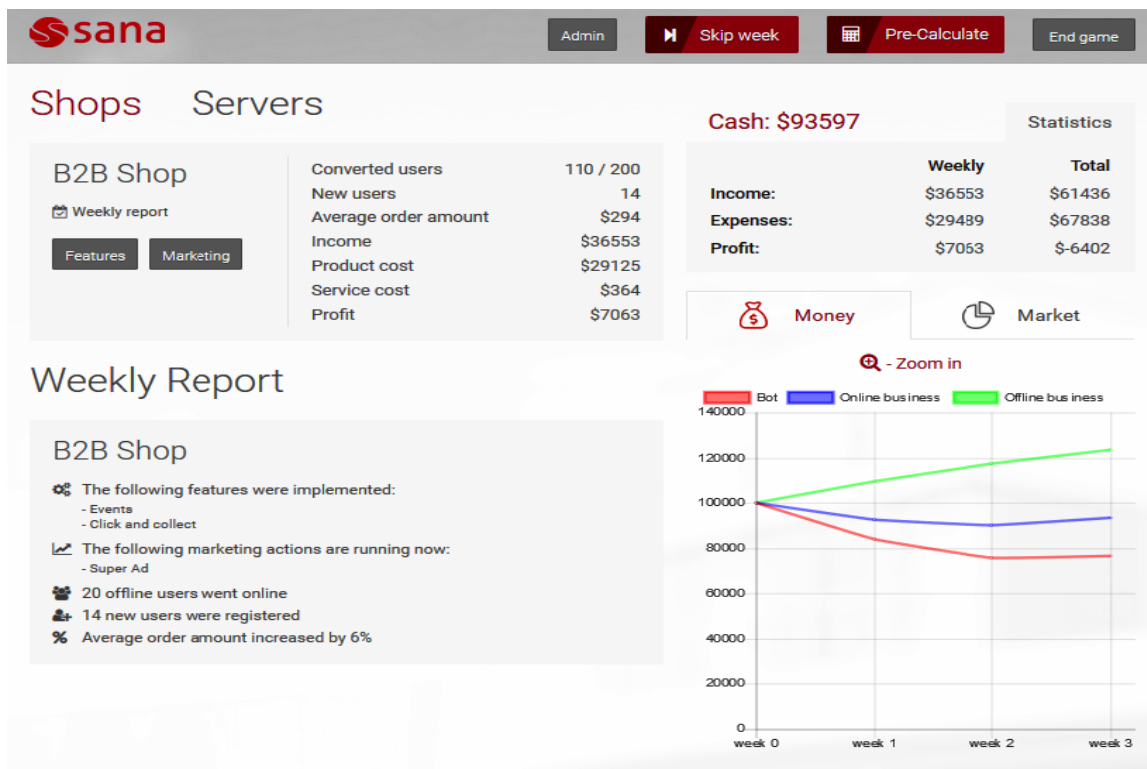 sana
Admin
Skip week
Pre-Calculate
End game
Shops Servers
B2B Shop
Weekly report
Features Marketing
Converted users 110 / 200
New users 14
Average order amount $294
Income $36553
Product cost $29125
Service cost $364
Profit $7063
Cash: $93597
Statistics
Weekly Total
Income: $36553 $61436
Expenses: $29489 $67838
Profit: $7063 $-6402
Money Market
- Zoom in
Bot Online business Offline business
140000
120000
100000
80000
60000
40000
20000
0
week 0 week 1 week 2 week 3
Weekly Report
B2B Shop
The following features were implemented:
- Events
- Click and collect
The following marketing actions are running now:
- Super Ad
20 offline users went online
14 new users were registered
% Average order amount increased by 6%